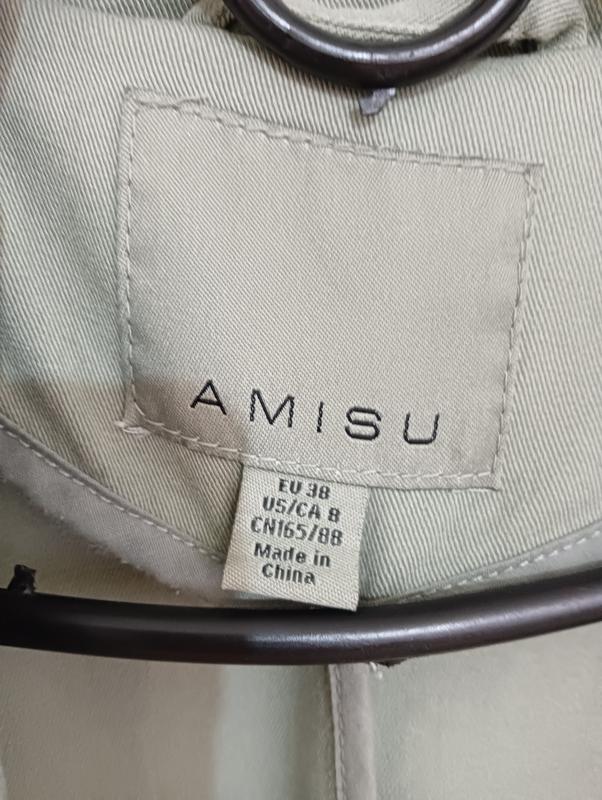 AMISU
EU 38
US/CA 8
CN165/88
Made in
China